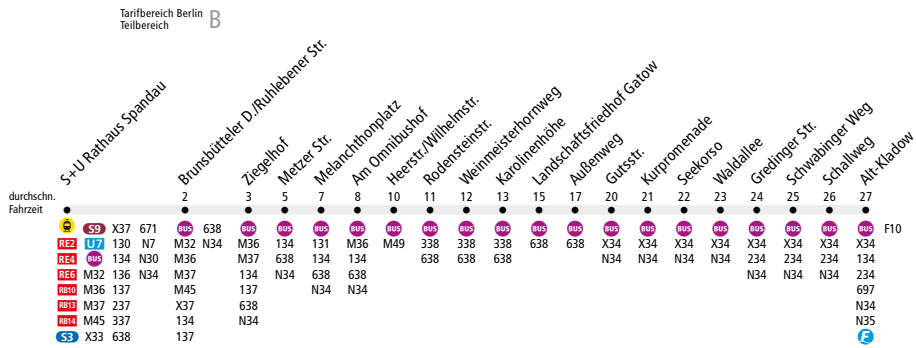 Tarifbereich Berlin
Teilbereich
B
S+U Rathaus Spandau
Brunsbütteler D./Ruhlebener Str.
Ziegelhof
Metzer Str.
Melanchthonplatz
Am Omnibushof
Heerstr./Wilhelmstr.
Rodensteinstr.
Weinmeisterhornweg
Karolinenhöhe
Landschaftsfriedhof Gatow
Außenweg
Gutsstr.
Kurpromenade
Seekorso
Waldallee
Gredinger Str.
Schwabinger Weg
Schallweg
Alt-Kladow
durchschn. 2 3 5 7 8 10 11 12 13 15 17 20 21 22 23 24 25 26 27
Fahrzeit
S9 X37 671 BUS 638 BUS BUS BUS BUS BUS BUS BUS BUS BUS BUS BUS BUS BUS BUS BUS BUS BUS BUS F10
RE2 U7 130 N7 M32 N34 M36 134 131 M36 M49 338 338 338 638 638 X34 X34 X34 X34 X34 X34 X34 X34
RE4 BUS 134 N30 M36 M37 638 134 134 638 638 638 N34 N34 N34 N34 234 234 234 134
RE6 M32 136 N34 M37 134 N34 638 638 N34 N34 N34 234
RB10 M36 137 M45 137 N34 N34 697
RB13 M37 237 X37 638 N34
RB14 M45 337 134 N14 N35
S3 X33 638 137 F